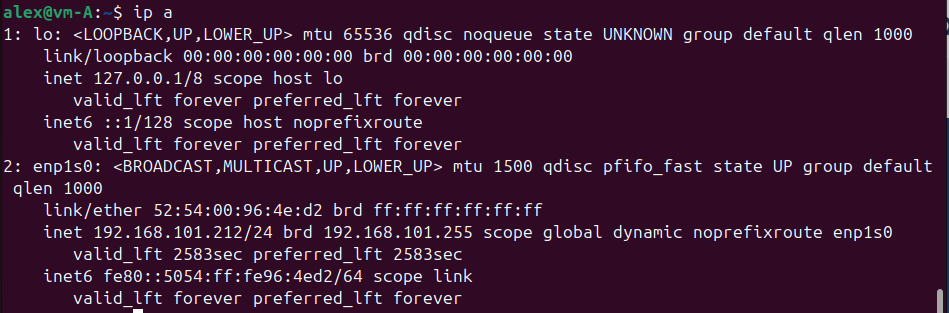 alex@vm-A:~$ ip a
1: lo: <LOOPBACK,UP,LOWER_UP> mtu 65536 qdisc noqueue state UNKNOWN group default qlen 1000
    link/loopback 00:00:00:00:00:00 brd 00:00:00:00:00:00
    inet 127.0.0.1/8 scope host lo
       valid_lft forever preferred_lft forever
    inet6 ::1/128 scope host noprefixroute
       valid_lft forever preferred_lft forever
2: enp1s0: <BROADCAST,MULTICAST,UP,LOWER_UP> mtu 1500 qdisc pfifo_fast state UP group default
 qlen 1000
    link/ether 52:54:00:96:4e:d2 brd ff:ff:ff:ff:ff:ff
    inet 192.168.101.212/24 brd 192.168.101.255 scope global dynamic noprefixroute enp1s0
       valid_lft 2583sec preferred_lft 2583sec
    inet6 fe80::5054:ff:fe96:4ed2/64 scope link
       valid_lft forever preferred_lft forever